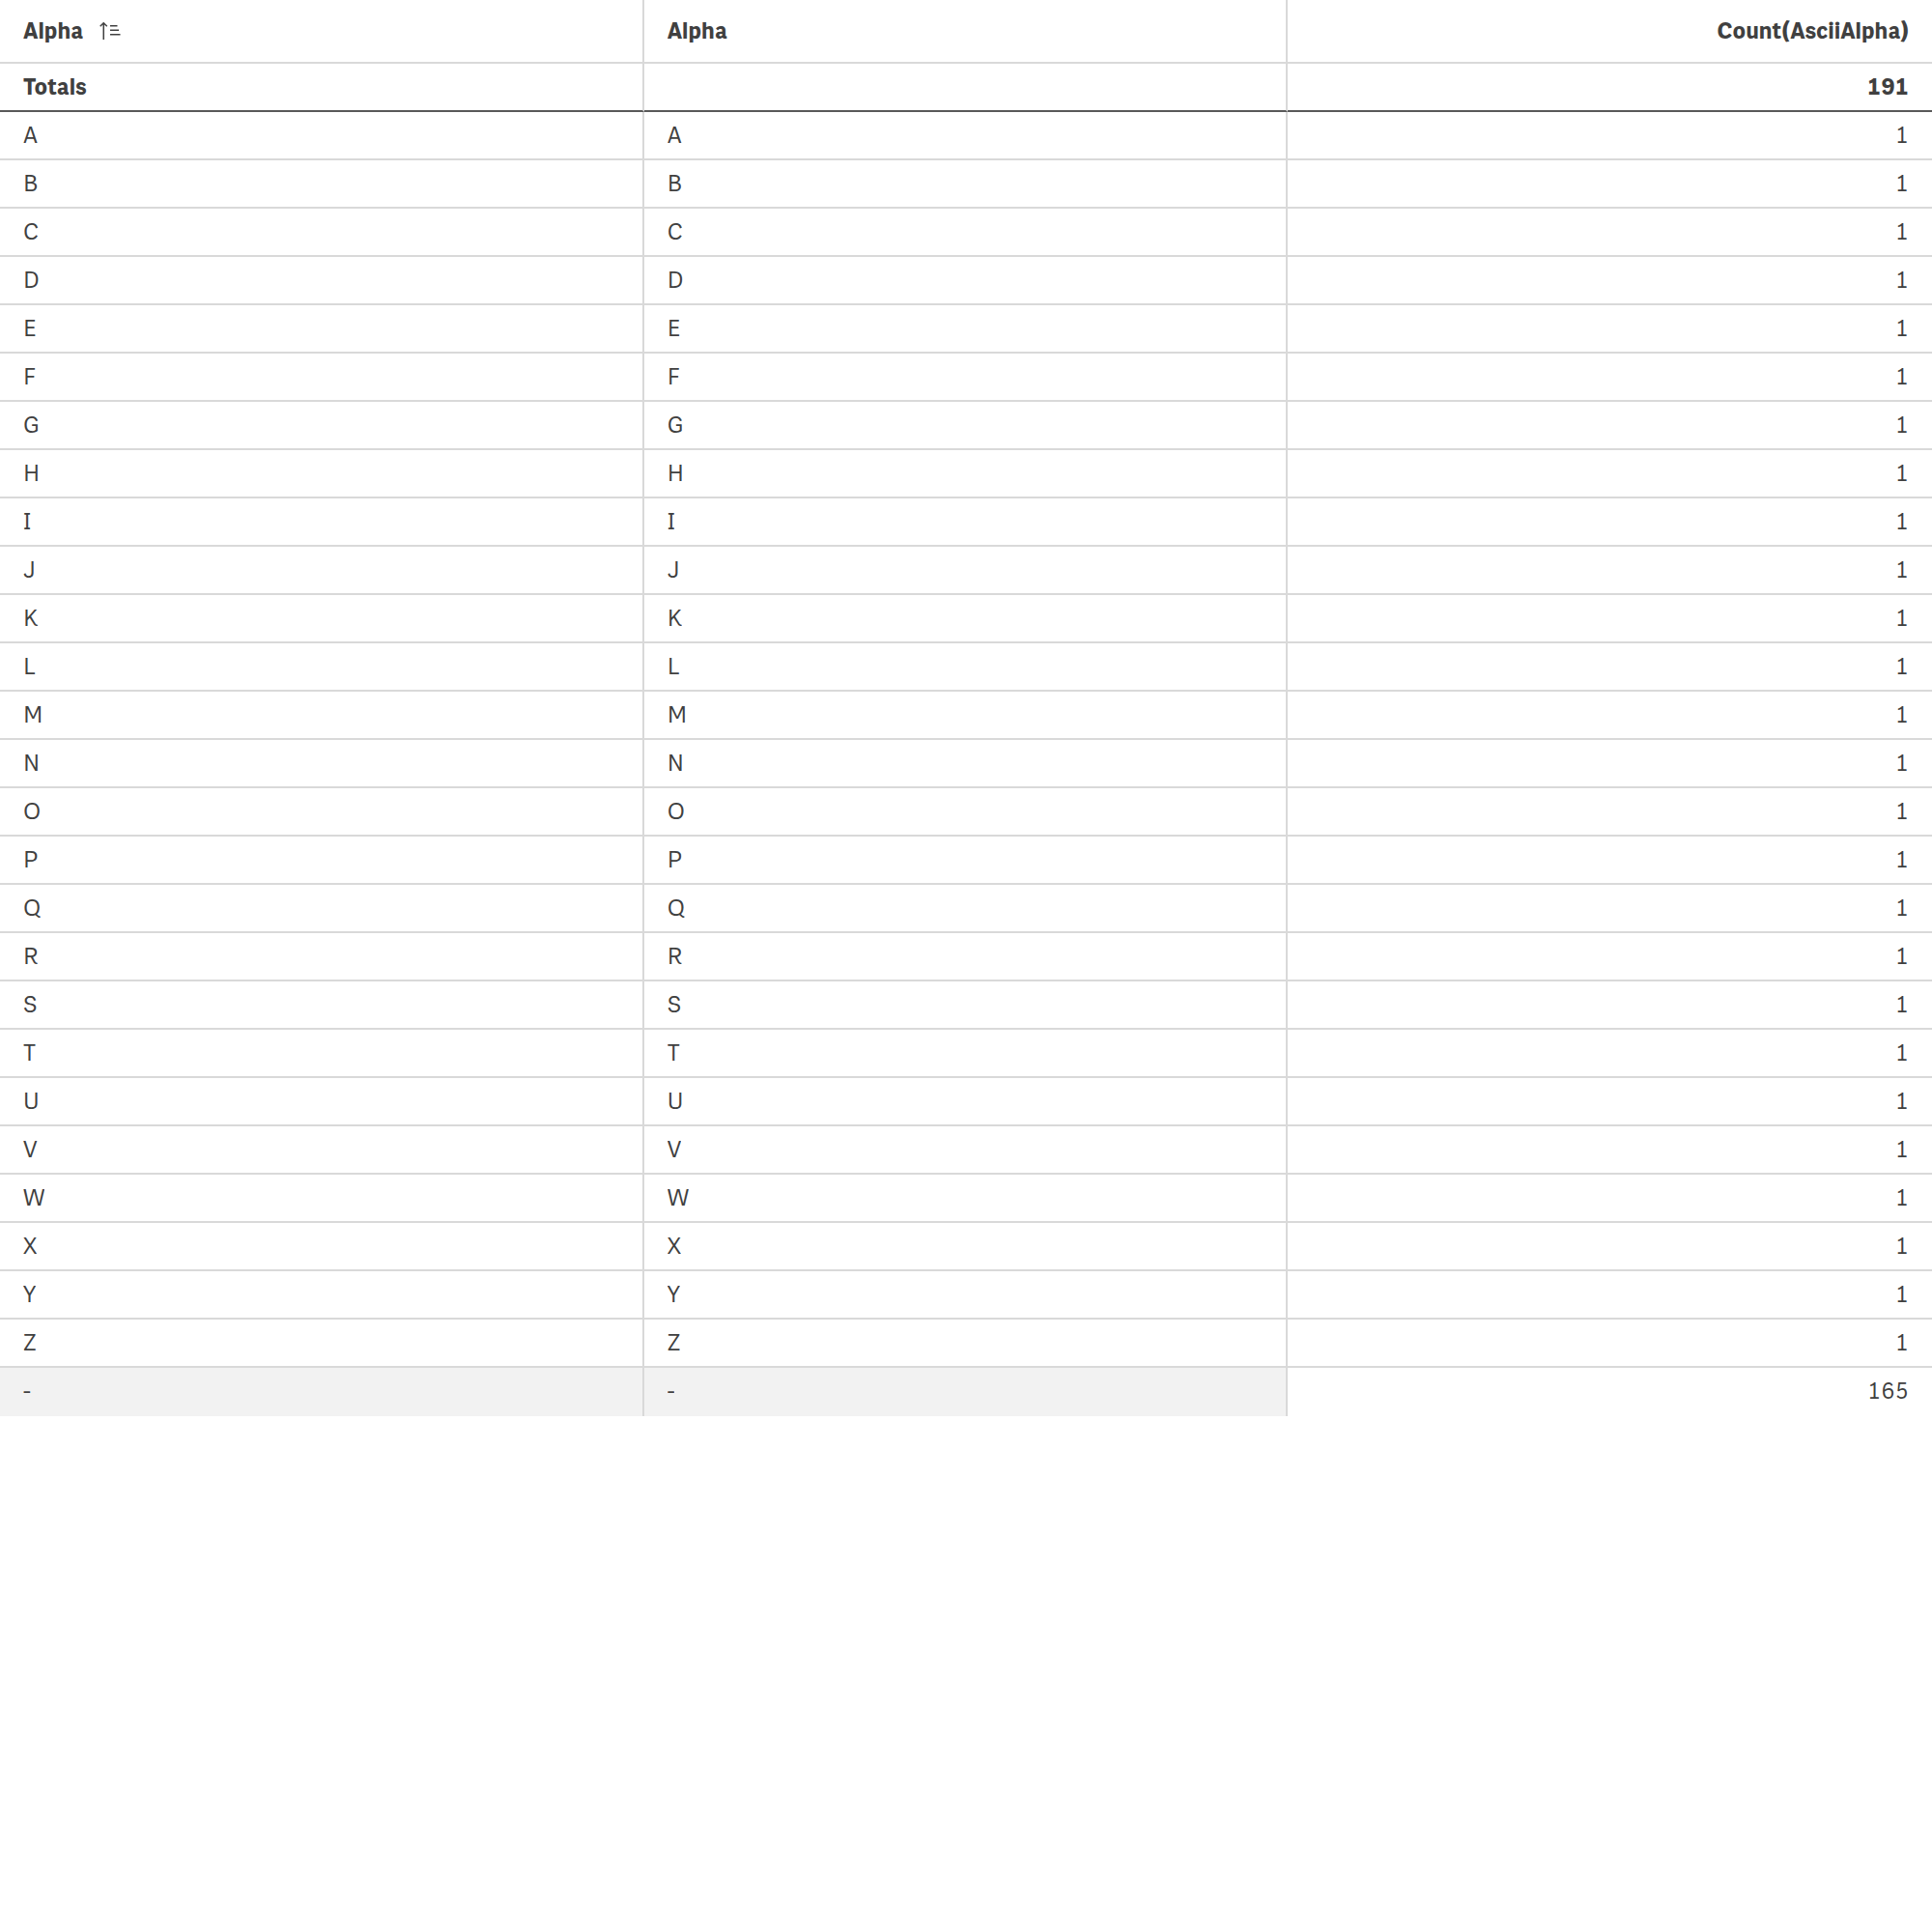 Alpha Alpha Count(AsciiAlpha)
Totals 191
A A 1
B B 1
C C 1
D D 1
E E 1
F F 1
G G 1
H H 1
I I 1
J J 1
K K 1
L L 1
M M 1
N N 1
O O 1
P P 1
Q Q 1
R R 1
S S 1
T T 1
U U 1
V V 1
W W 1
X X 1
Y Y 1
Z Z 1
- - 165